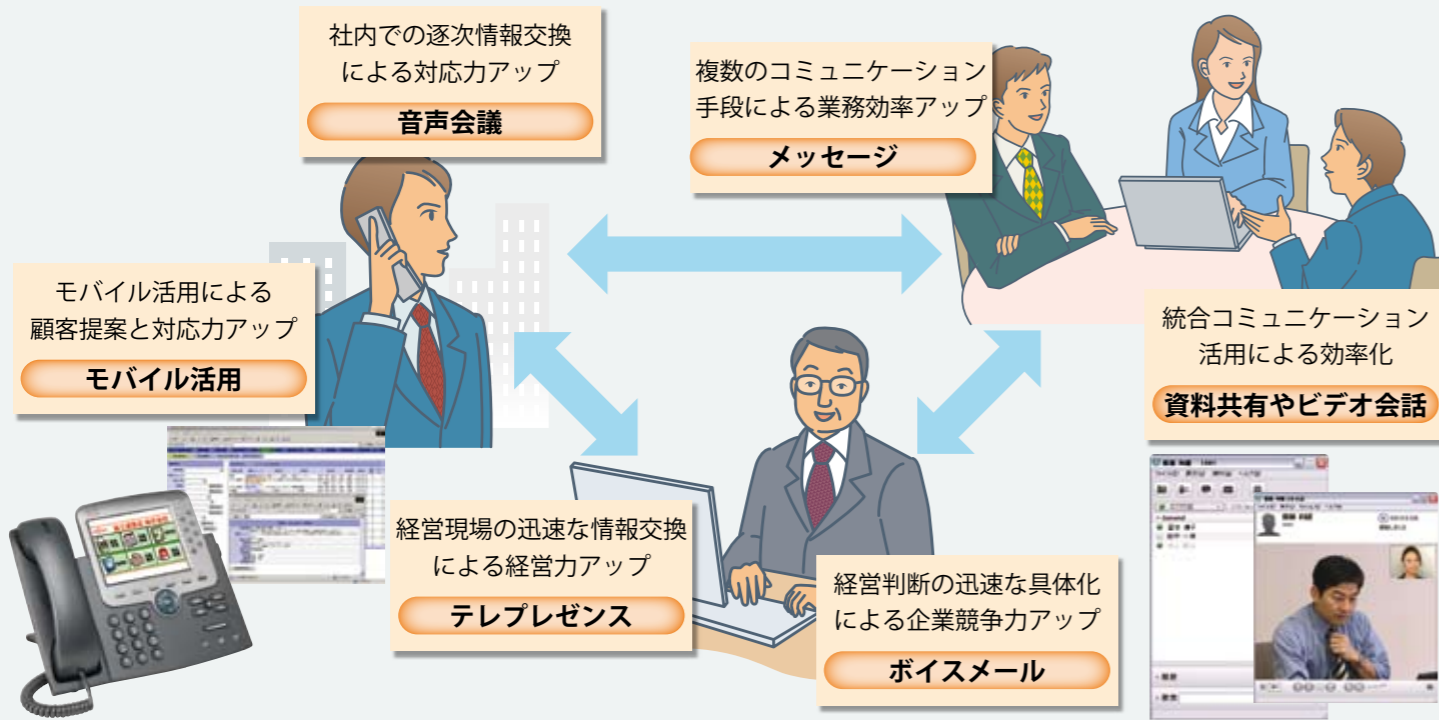 社内での逐次情報交換
による対応力アップ
音声会議
複数のコミュニケーション
手段による業務効率アップ
メッセージ
モバイル活用による
顧客提案と対応力アップ
モバイル活用
統合コミュニケーション
活用による効率化
資料共有やビデオ会話
経営現場の迅速な情報交換
による経営力アップ
テレプレゼンス
経営判断の迅速な具体化
による企業競争力アップ
ボイスメール